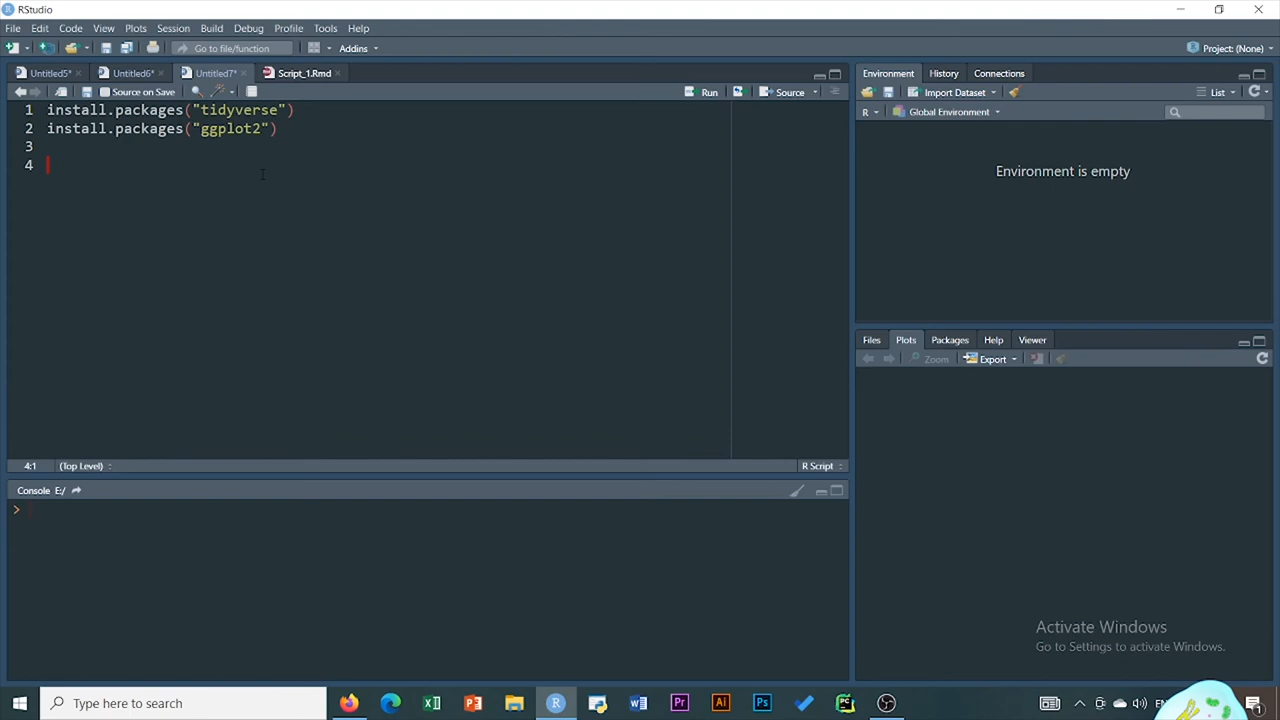 RStudio
File Edit Code View Plots Session Build Debug Profile Tools Help
Go to file/function Addins Project: (None)
Untitled5* Untitled6* Untitled7* Script_1.Rmd
Source on Save Run Source
1 install.packages("tidyverse")
2 install.packages("ggplot2")
3
4
4:1 (Top Level) R Script
Console E:/
>
Environment History Connections
Import Dataset List
R Global Environment
Environment is empty
Files Plots Packages Help Viewer
Zoom Export
Activate Windows
Go to Settings to activate Windows.
Type here to search